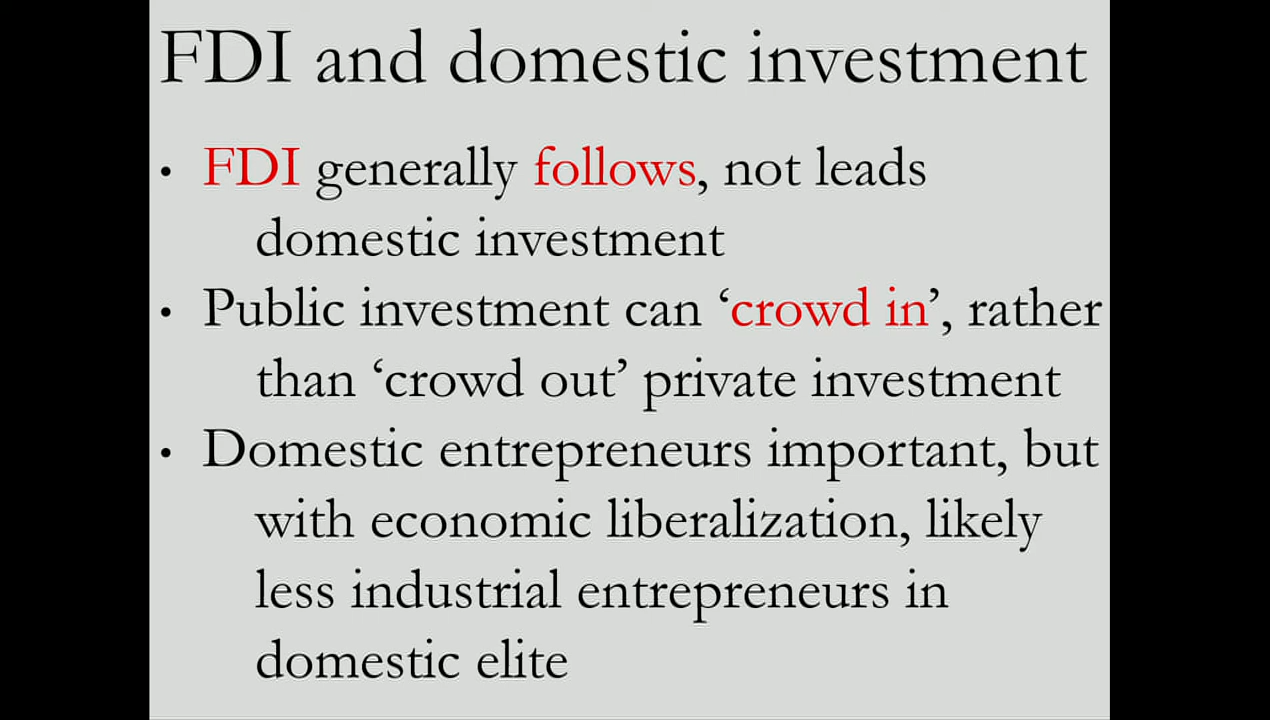 FDI and domestic investment
• FDI generally follows, not leads
domestic investment
• Public investment can ‘crowd in’, rather
than ‘crowd out’ private investment
• Domestic entrepreneurs important, but
with economic liberalization, likely
less industrial entrepreneurs in
domestic elite